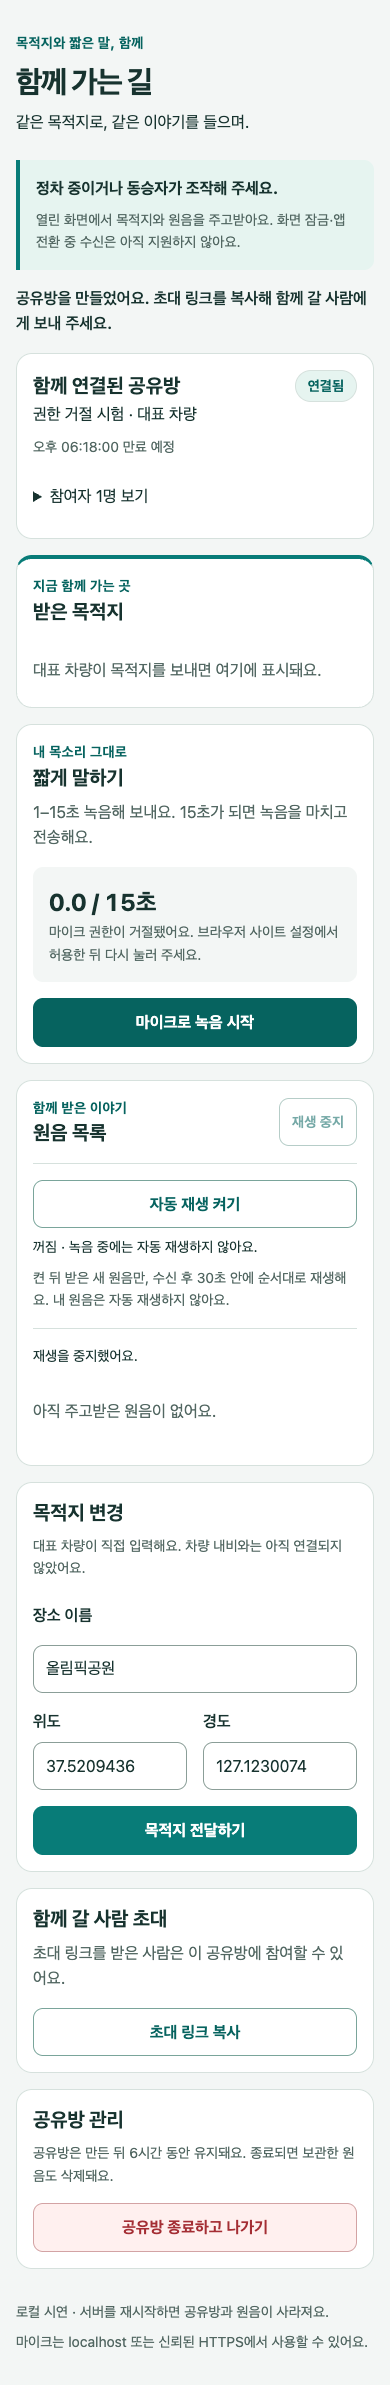 목적지와 짧은 말, 함께
함께 가는 길
같은 목적지로, 같은 이야기를 들으며.
정차 중이거나 동승자가 조작해 주세요.
열린 화면에서 목적지와 원음을 주고받아요. 화면 잠금·앱
전환 중 수신은 아직 지원하지 않아요.
공유방을 만들었어요. 초대 링크를 복사해 함께 갈 사람에
게 보내 주세요.
함께 연결된 공유방
연결됨
권한 거절 시험 · 대표 차량
오후 06:18:00 만료 예정
▶ 참여자 1명 보기
지금 함께 가는 곳
받은 목적지
대표 차량이 목적지를 보내면 여기에 표시돼요.
내 목소리 그대로
짧게 말하기
1–15초 녹음해 보내요. 15초가 되면 녹음을 마치고
전송해요.
0.0 / 15초
마이크 권한이 거절됐어요. 브라우저 사이트 설정에서
허용한 뒤 다시 눌러 주세요.
마이크로 녹음 시작
함께 받은 이야기
원음 목록
재생 중지
자동 재생 켜기
꺼짐 · 녹음 중에는 자동 재생하지 않아요.
켠 뒤 받은 새 원음만, 수신 후 30초 안에 순서대로 재생해
요. 내 원음은 자동 재생하지 않아요.
재생을 중지했어요.
아직 주고받은 원음이 없어요.
목적지 변경
대표 차량이 직접 입력해요. 차량 내비와는 아직 연결되지
않았어요.
장소 이름
올림픽공원
위도
경도
37.5209436
127.1230074
목적지 전달하기
함께 갈 사람 초대
초대 링크를 받은 사람은 이 공유방에 참여할 수 있
어요.
초대 링크 복사
공유방 관리
공유방은 만든 뒤 6시간 동안 유지돼요. 종료되면 보관한 원
음도 삭제돼요.
공유방 종료하고 나가기
로컬 시연 · 서버를 재시작하면 공유방과 원음이 사라져요.
마이크는 localhost 또는 신뢰된 HTTPS에서 사용할 수 있어요.